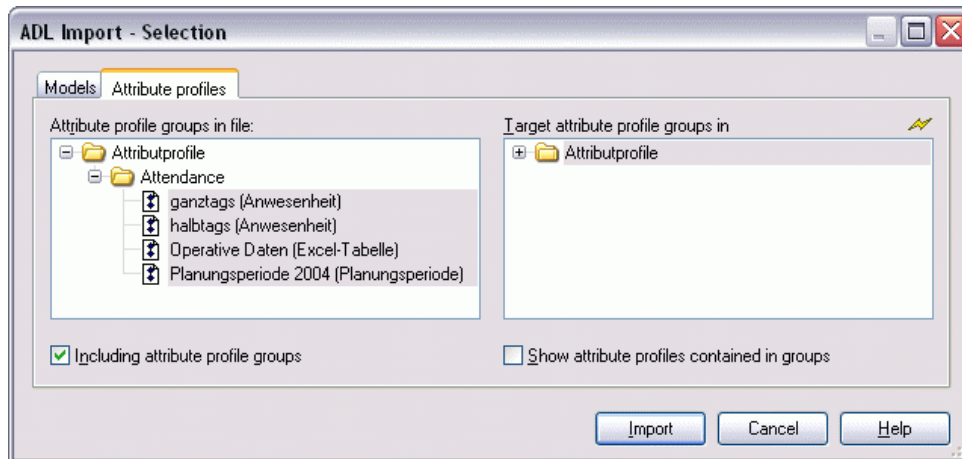 ADL Import - Selection
Models
Attribute profiles
Attribute profile groups in file:
Attributprofile
Attendance
ganztags (Anwesenheit)
halbtags (Anwesenheit)
Operative Daten (Excel-Tabelle)
Planungsperiode 2004 (Planungsperiode)
Including attribute profile groups
Target attribute profile groups in
Attributprofile
Show attribute profiles contained in groups
Import
Cancel
Help